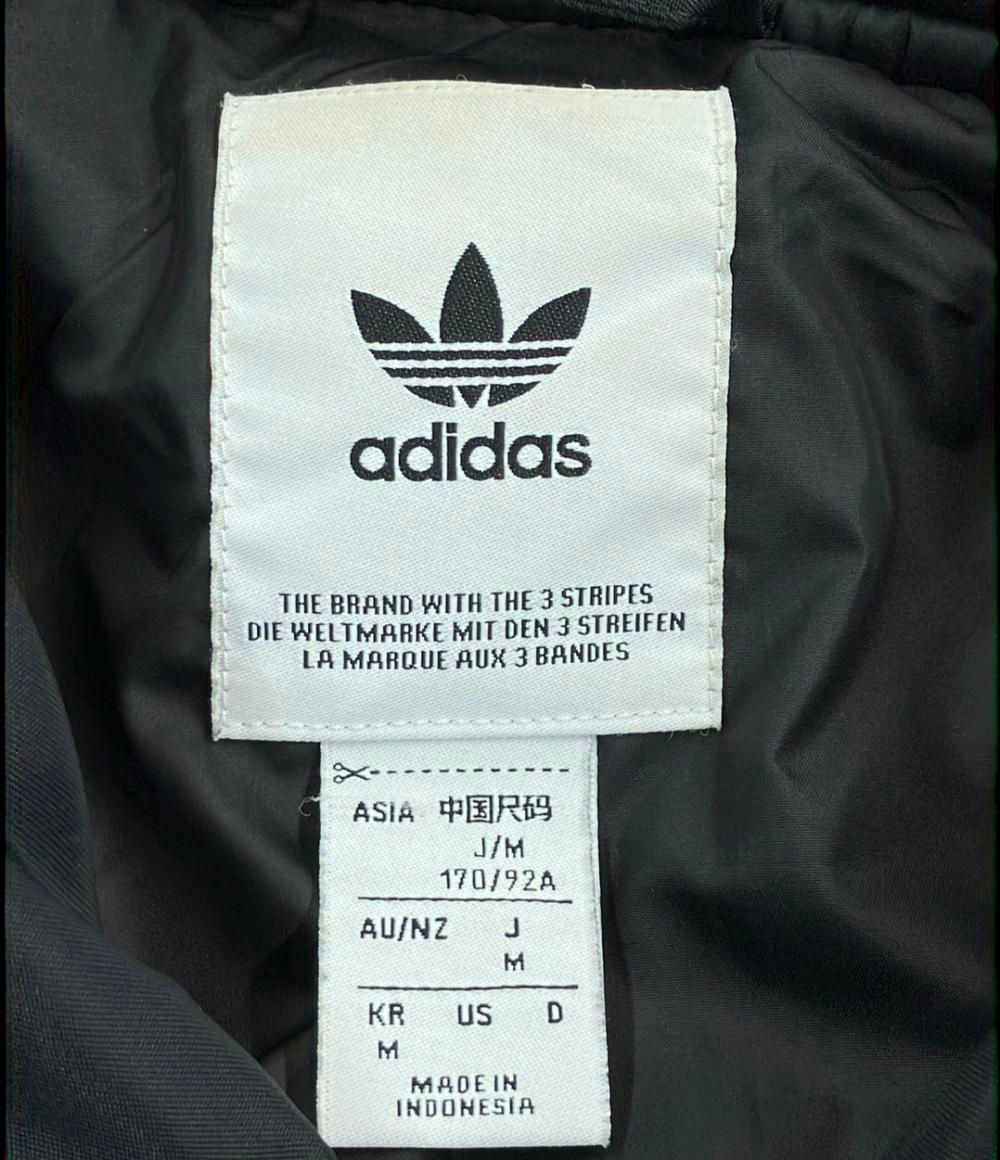 adidas
THE BRAND WITH THE 3 STRIPES
DIE WELTMARKE MIT DEN 3 STREIFEN
LA MARQUE AUX 3 BANDES
ASIA 中国尺码
J/M
170/92A
AU/NZ J
M
KR US D
M
MADE IN
INDONESIA